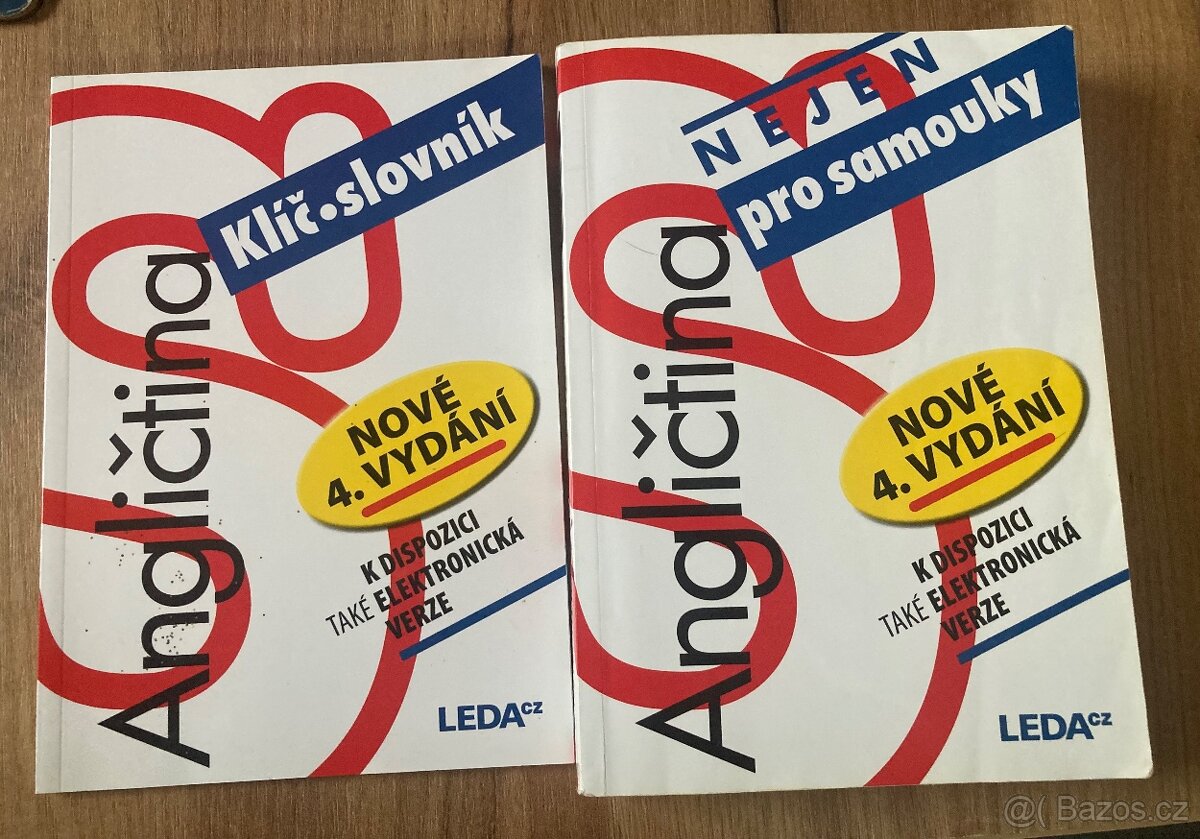 Angličtina
Klíč•slovník
NOVÉ
4. VYDÁNÍ
K DISPOZICI
TAKÉ ELEKTRONICKÁ
VERZE
LEDAcz
Angličtina
NEJEN
pro samouky
NOVÉ
4. VYDÁNÍ
K DISPOZICI
TAKÉ ELEKTRONICKÁ
VERZE
LEDAcz
@( Bazos.cz